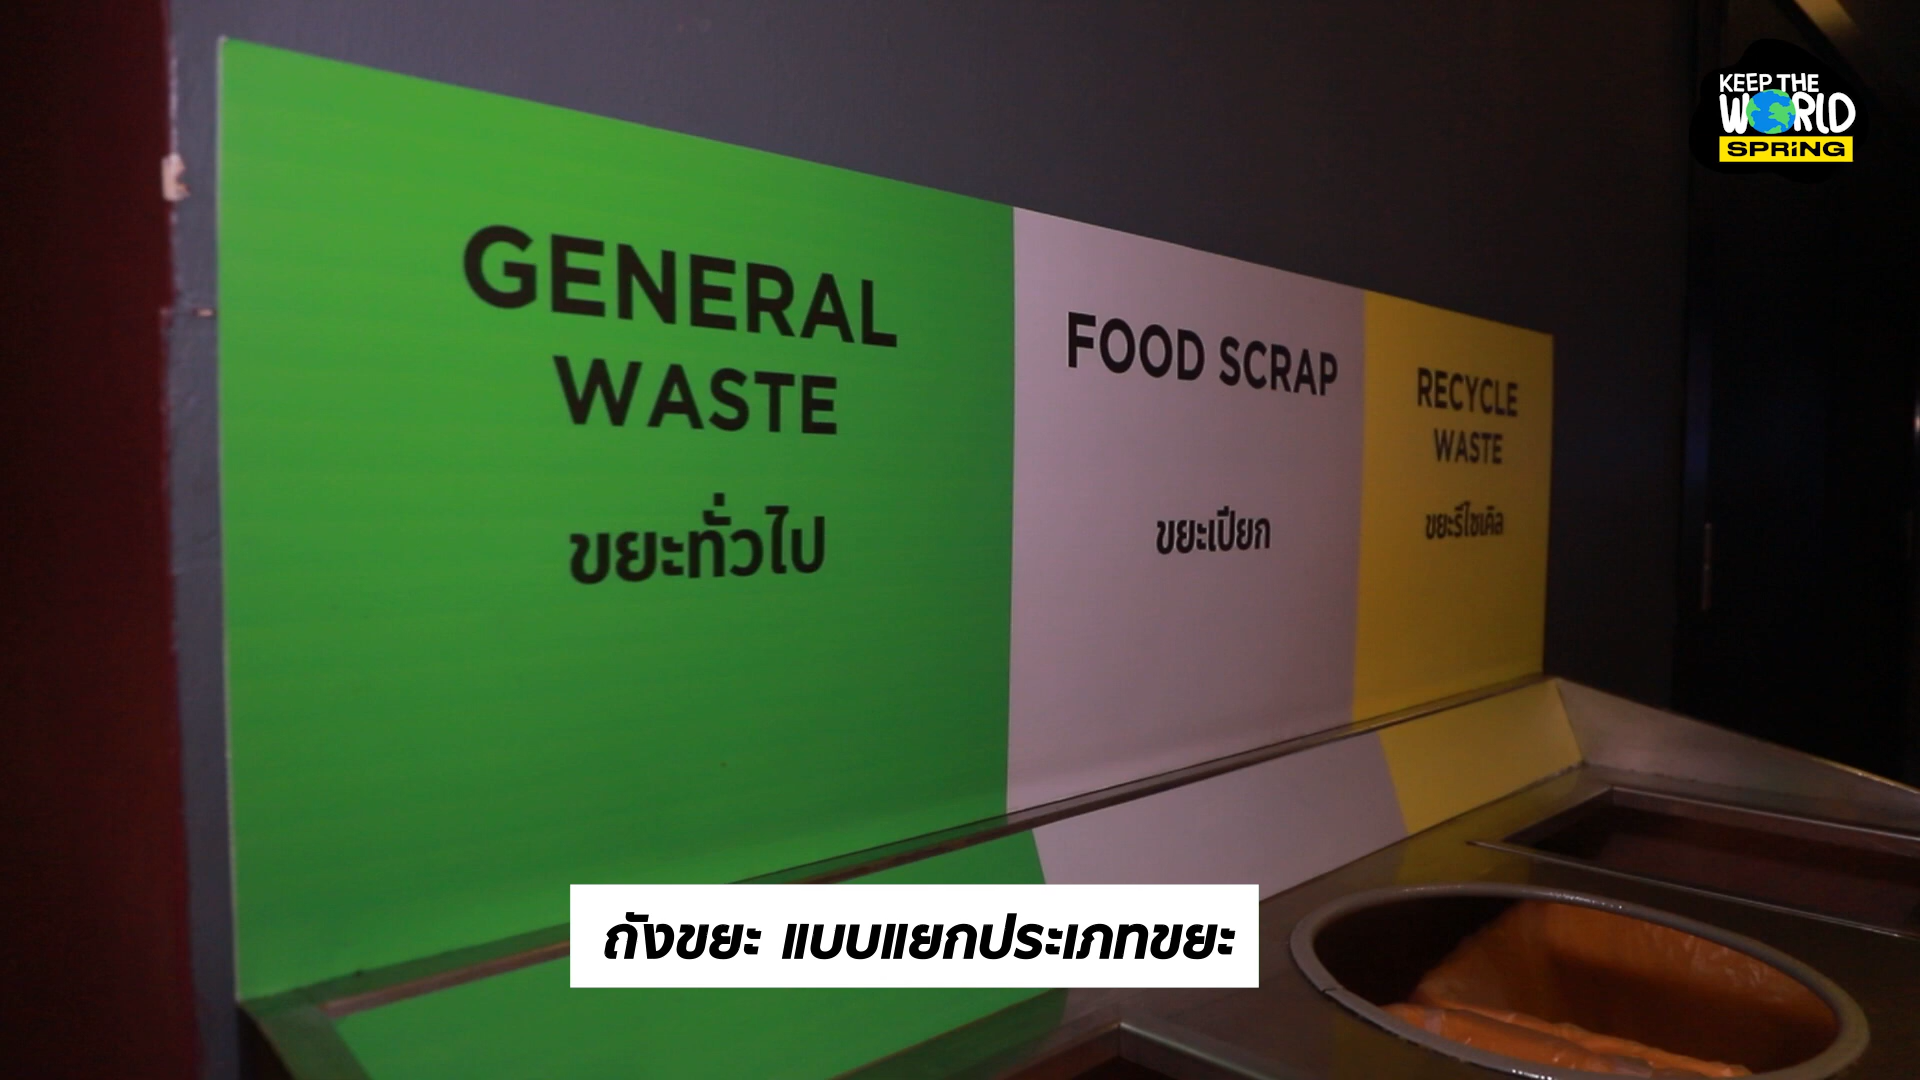 KEEP THE
WORLD
SPRiNG
GENERAL
WASTE
ขยะทั่วไป
FOOD SCRAP
ขยะเปียก
RECYCLE
WASTE
ขยะรีไซเคิล
ถังขยะ แบบแยกประเภทขยะ